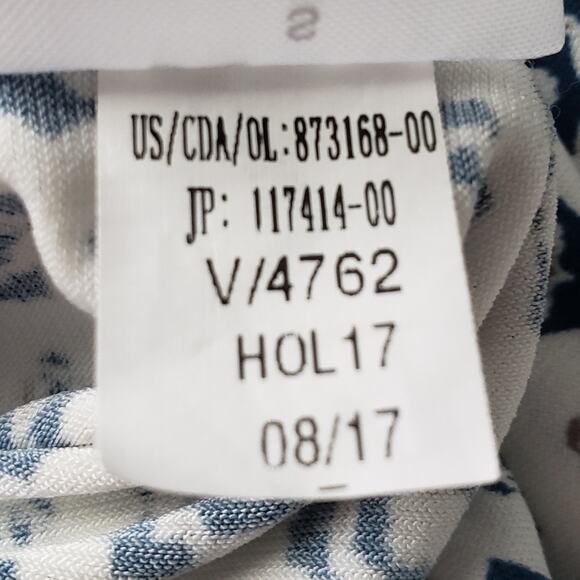 S
US/CDA/OL:873168-00
JP: 117414-00
V/4762
HOL17
08/17